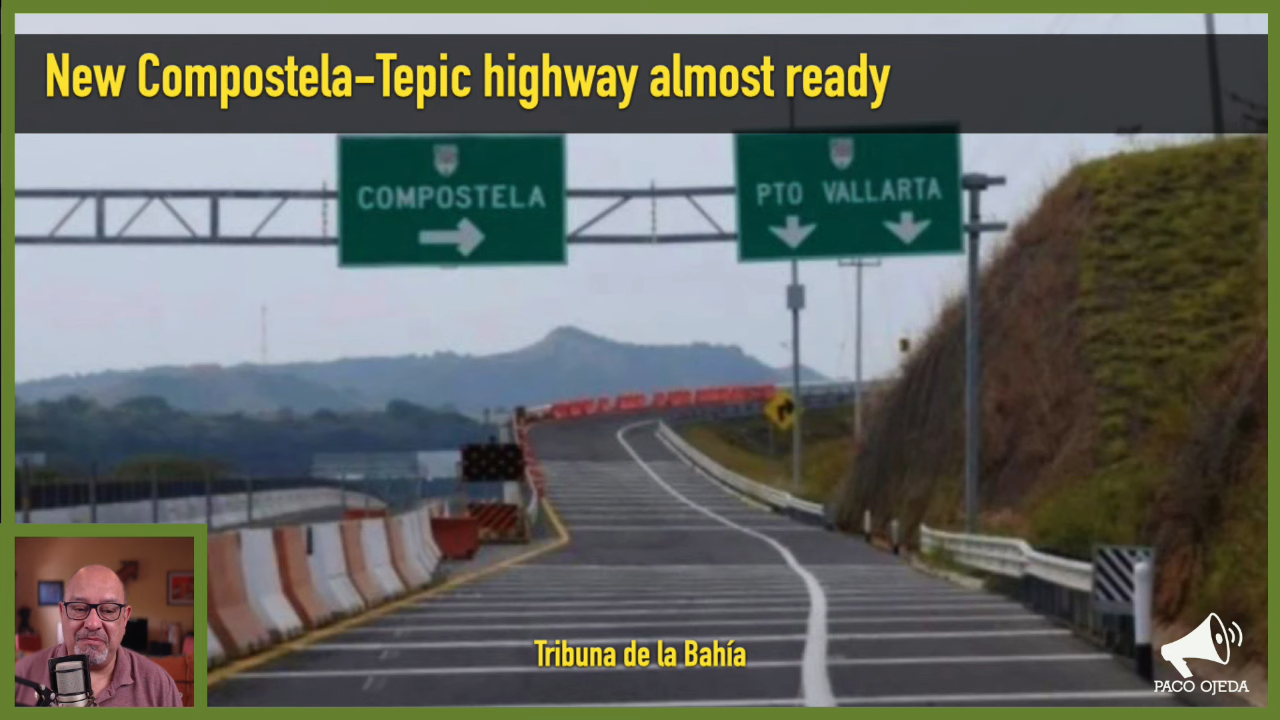 New Compostela-Tepic highway almost ready
COMPOSTELA
PTO VALLARTA
Tribuna de la Bahía
PACO OJEDA